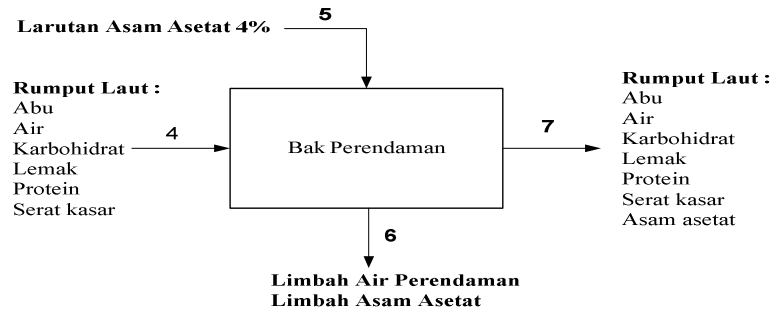 Larutan Asam Asetat 4%
5
Rumput Laut :
Abu
Air
Karbohidrat
Lemak
Protein
Serat kasar
4
Bak Perendaman
7
Rumput Laut :
Abu
Air
Karbohidrat
Lemak
Protein
Serat kasar
Asam asetat
6
Limbah Air Perendaman
Limbah Asam Asetat